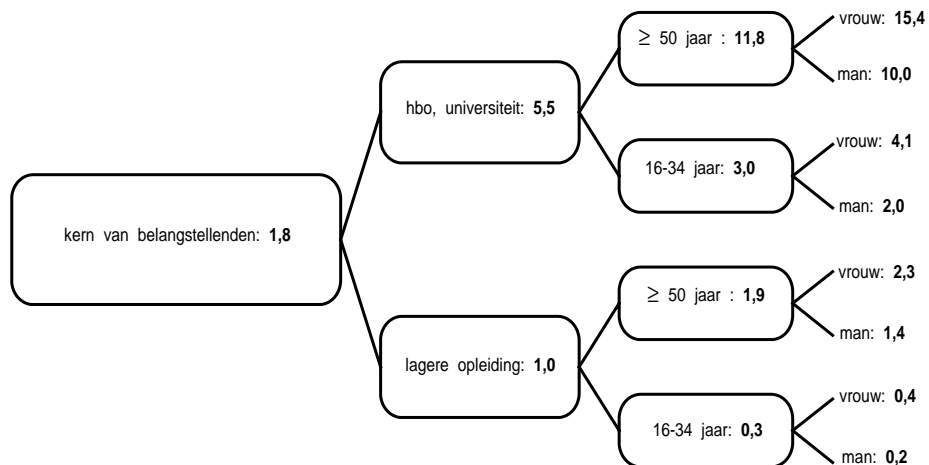 kern van belangstellenden: 1,8
hbo, universiteit: 5,5
≥ 50 jaar : 11,8
vrouw: 15,4
man: 10,0
16-34 jaar: 3,0
vrouw: 4,1
man: 2,0
lagere opleiding: 1,0
≥ 50 jaar : 1,9
vrouw: 2,3
man: 1,4
16-34 jaar: 0,3
vrouw: 0,4
man: 0,2